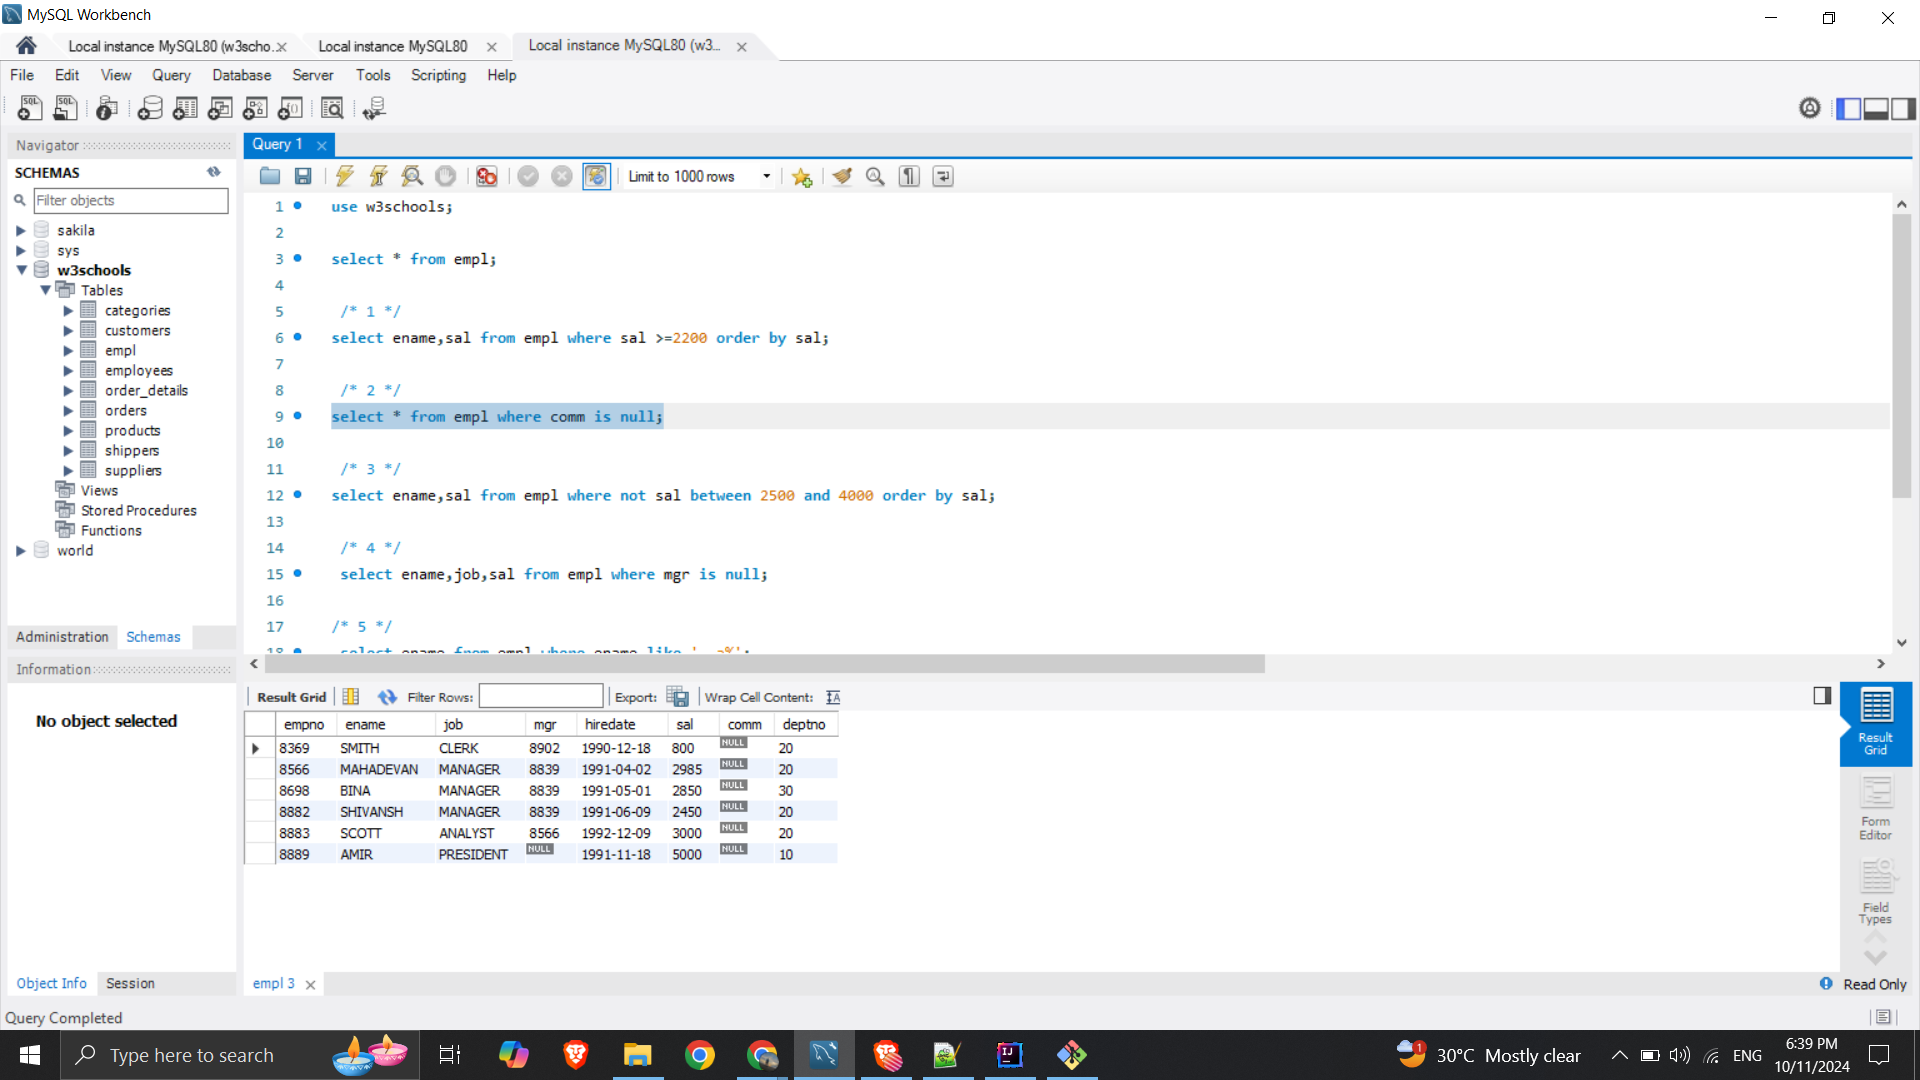 MySQL Workbench
Local instance MySQL80 (w3scho...
Local instance MySQL80
Local instance MySQL80 (w3...
File Edit View Query Database Server Tools Scripting Help
Navigator
SCHEMAS
Filter objects
sakila
sys
w3schools
Tables
categories
customers
empl
employees
order_details
orders
products
shippers
suppliers
Views
Stored Procedures
Functions
world
Administration Schemas
Information
No object selected
Object Info Session
Query 1
Limit to 1000 rows
1 use w3schools;
2
3 select * from empl;
4
5 /* 1 */
6 select ename,sal from empl where sal >=2200 order by sal;
7
8 /* 2 */
9 select * from empl where comm is null;
10
11 /* 3 */
12 select ename,sal from empl where not sal between 2500 and 4000 order by sal;
13
14 /* 4 */
15 select ename,job,sal from empl where mgr is null;
16
17 /* 5 */
18 select ename from empl where ename like '__a%';
Result Grid Filter Rows: Export: Wrap Cell Content:
empno ename job mgr hiredate sal comm deptno
8369 SMITH CLERK 8902 1990-12-18 800 NULL 20
8566 MAHADEVAN MANAGER 8839 1991-04-02 2985 NULL 20
8698 BINA MANAGER 8839 1991-05-01 2850 NULL 30
8882 SHIVANSH MANAGER 8839 1991-06-09 2450 NULL 20
8883 SCOTT ANALYST 8566 1992-12-09 3000 NULL 20
8889 AMIR PRESIDENT NULL 1991-11-18 5000 NULL 10
Result
Grid
Form
Editor
Field
Types
empl 3
Read Only
Query Completed
Type here to search
30°C Mostly clear
ENG
6:39 PM
10/11/2024